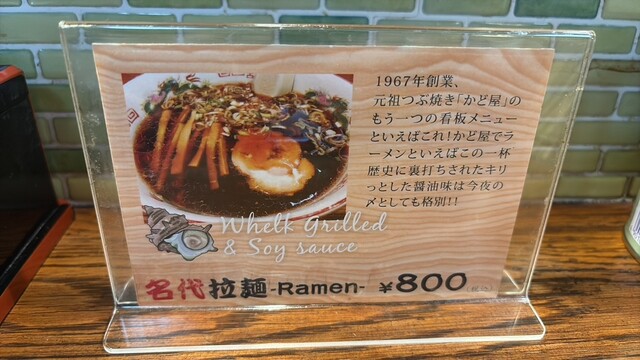 1967年創業、
元祖つぶ焼き「かど屋」の
もう一つの看板メニュー
といえばこれ！かど屋でラ
ーメンといえばこの一杯
歴史に裏打ちされたキリ
っとした醤油味は今夜の
〆としても格別！！
Whelk Grilled
& Soy sauce
名代拉麺-Ramen- ¥800